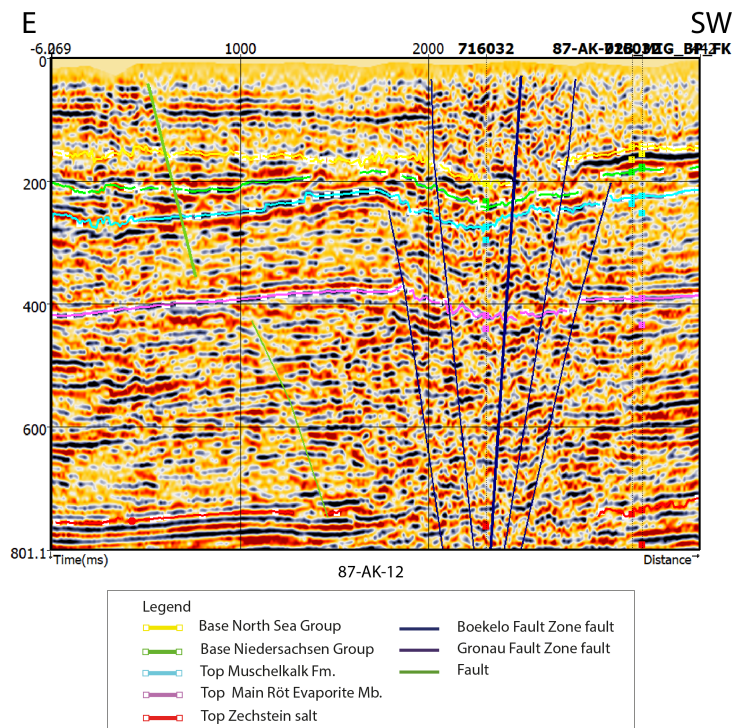 E SW
-6.069 1000 2000 716032
0
200
400
600
801.1
Time(ms) Distance
87-AK-12
Legend
Base North Sea Group
Base Niedersachsen Group
Top Muschelkalk Fm.
Top Main Röt Evaporite Mb.
Top Zechstein salt
Boekelo Fault Zone fault
Gronau Fault Zone fault
Fault